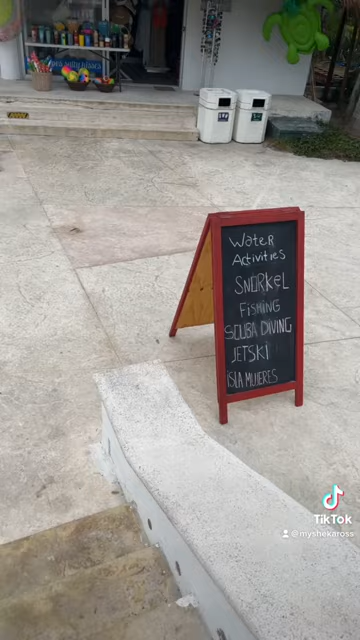 Water
Activities
SNORKEL
FISHING
SCUBA DIVING
JETSKI
ISLA MUJERES
TikTok
@myshekaross